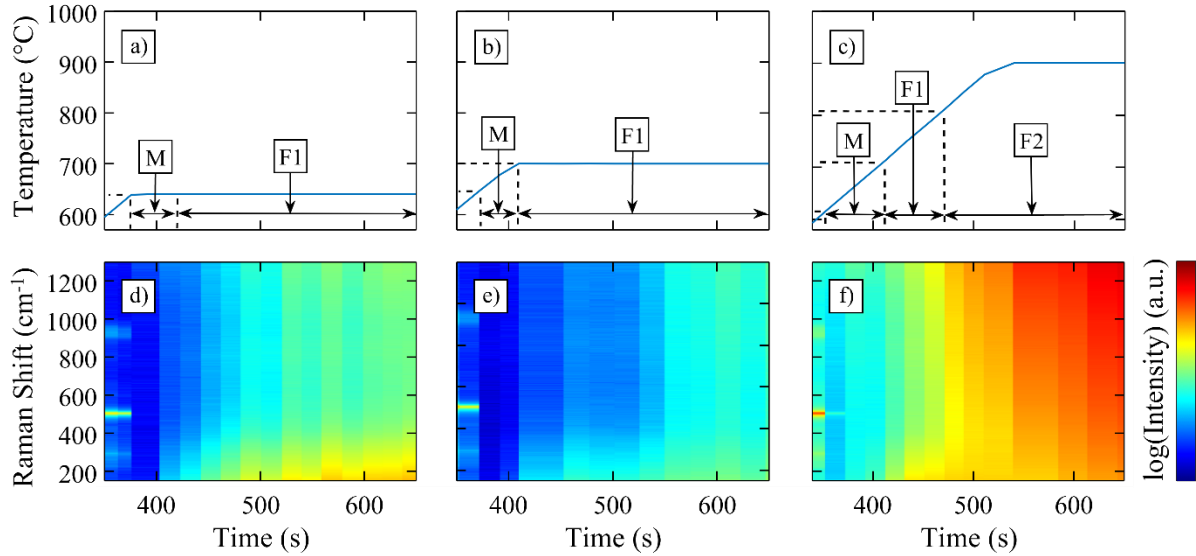 Temperature (°C)
1000
900
800
700
600
a)
M
F1
b)
M
F1
c)
F1
M
F2
Raman Shift (cm⁻¹)
1200
1000
800
600
400
200
d)
e)
f)
log(Intensity) (a.u.)
400 500 600
400 500 600
400 500 600
Time (s)
Time (s)
Time (s)